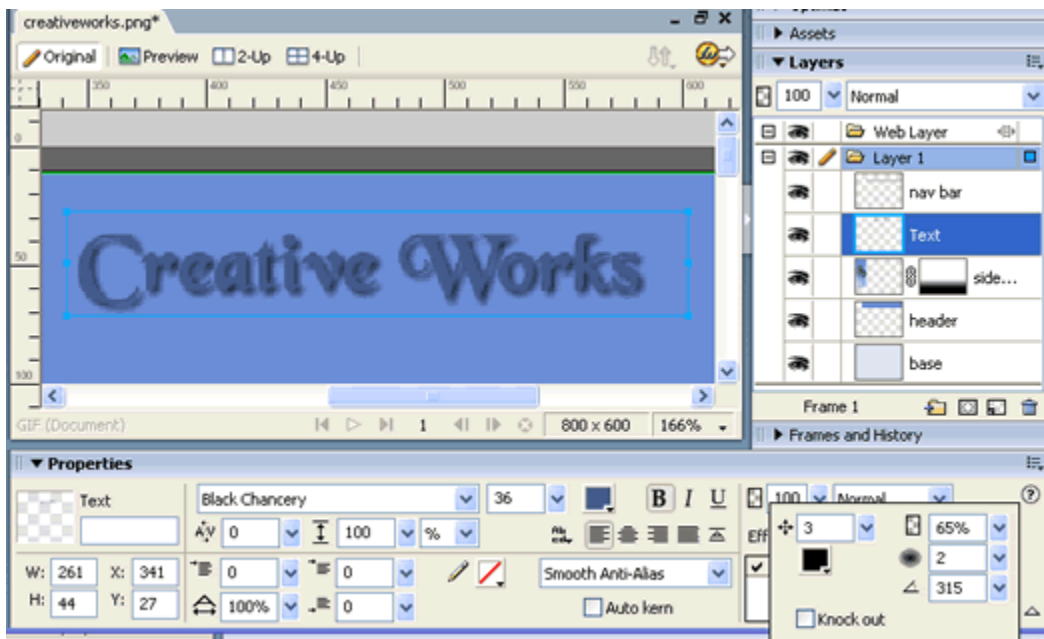 creativeworks.png*
Original Preview 2-Up 4-Up
350 400 450 500 550 600
0
50
100
Creative Works
GIF (Document) 1 800 x 600 166%
Assets
Layers
100 Normal
Web Layer
Layer 1
nav bar
Text
side...
header
base
Frame 1
Frames and History
Properties
Text Black Chancery 36 B I U 100 Normal
AV 0 100 % Eff 3 65%
2
W: 261 X: 341 0 0 Smooth Anti-Alias 315
H: 44 Y: 27 100% 0 Auto kern Knock out